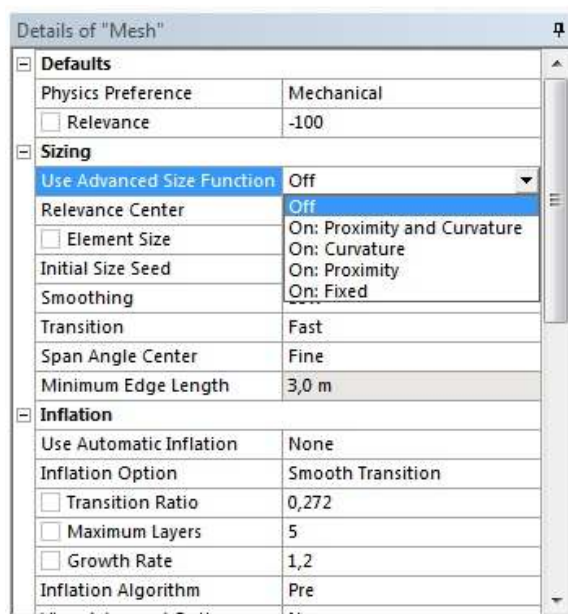 Details of "Mesh"
Defaults
Physics Preference Mechanical
Relevance -100
Sizing
Use Advanced Size Function Off
Relevance Center Off
Element Size On: Proximity and Curvature
On: Curvature
Initial Size Seed On: Proximity
Smoothing On: Fixed
Transition Fast
Span Angle Center Fine
Minimum Edge Length 3,0 m
Inflation
Use Automatic Inflation None
Inflation Option Smooth Transition
Transition Ratio 0,272
Maximum Layers 5
Growth Rate 1,2
Inflation Algorithm Pre